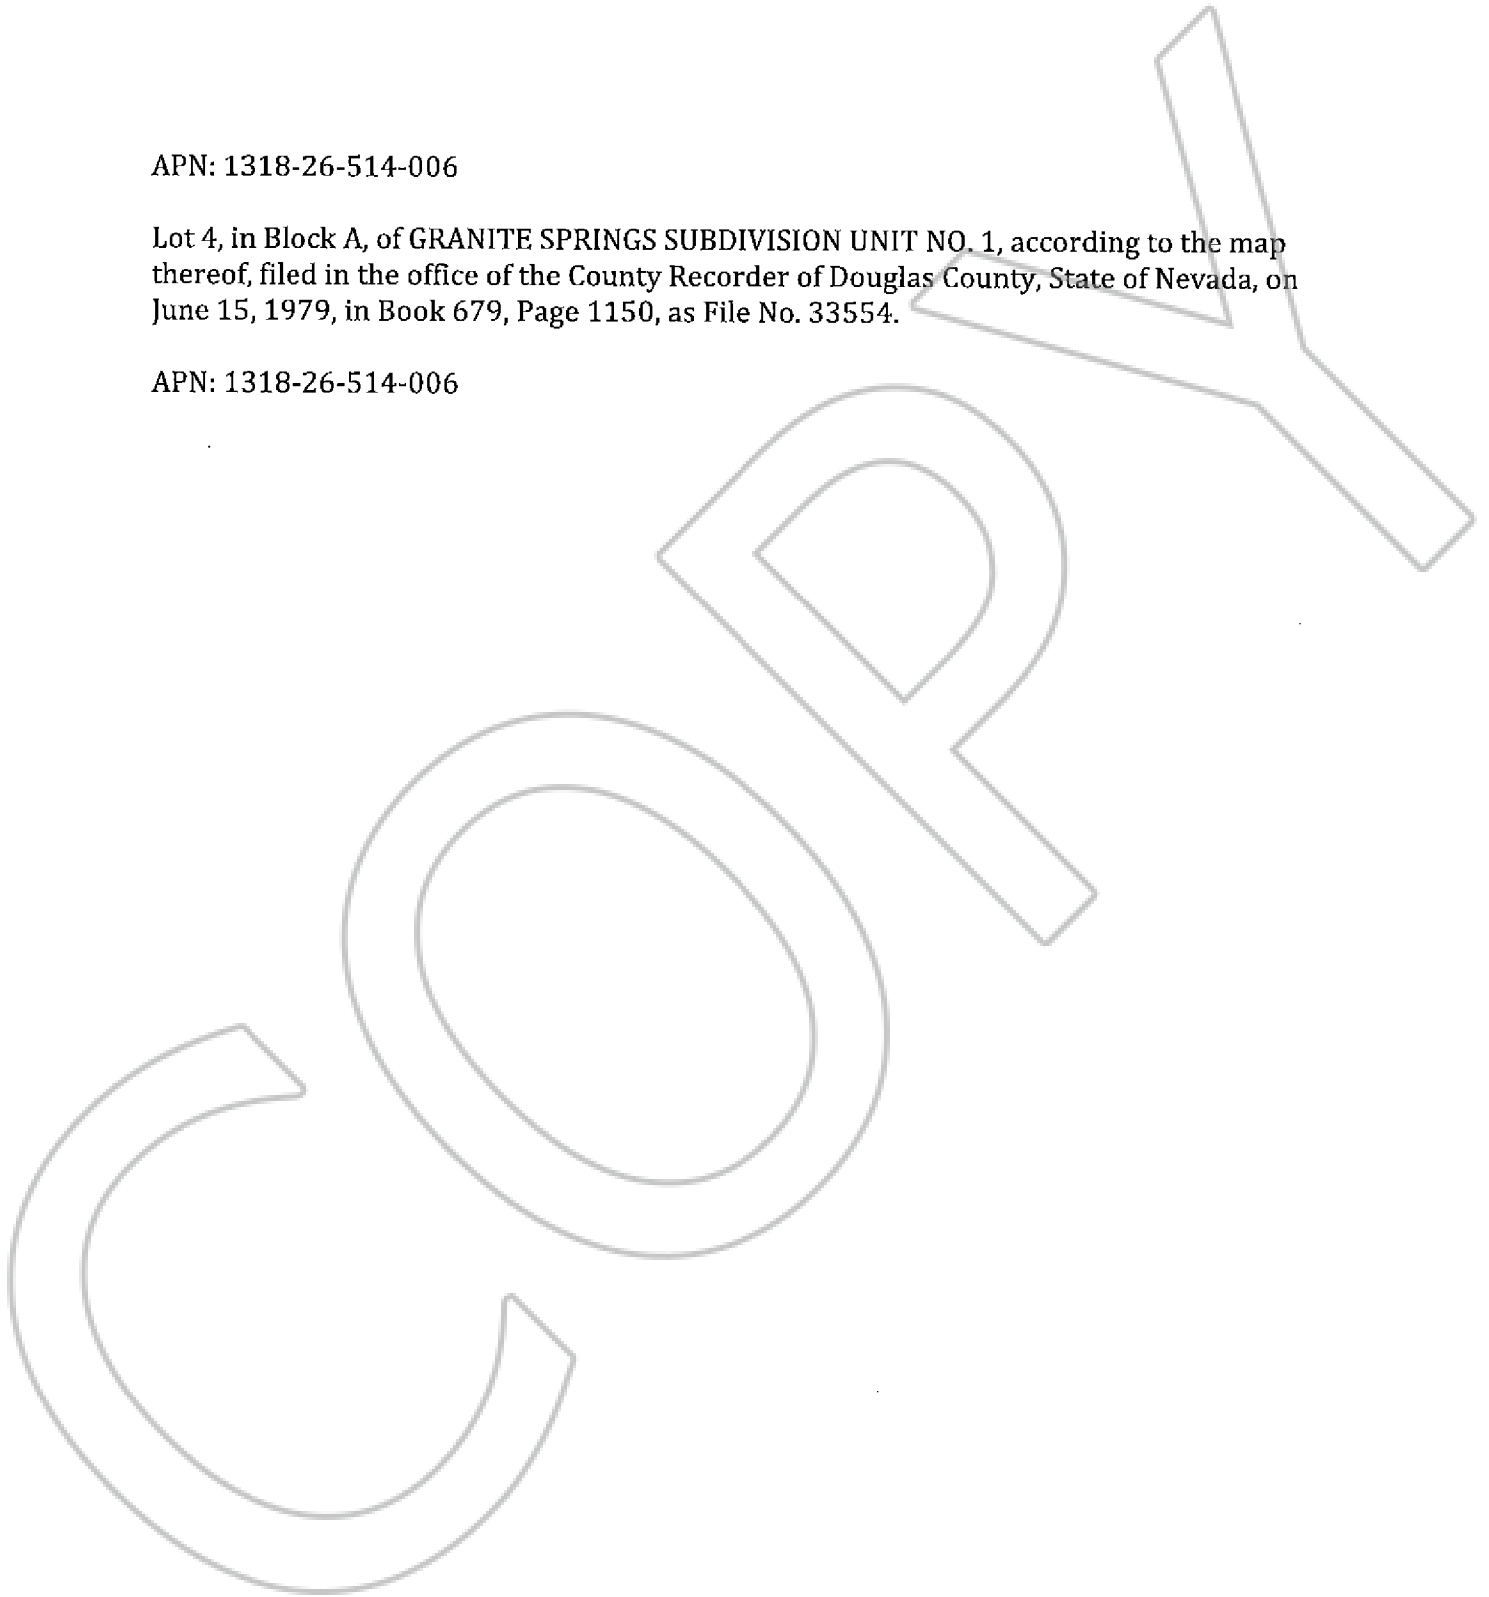 APN: 1318-26-514-006
Lot 4, in Block A, of GRANITE SPRINGS SUBDIVISION UNIT NO. 1, according to the map
thereof, filed in the office of the County Recorder of Douglas County, State of Nevada, on
June 15, 1979, in Book 679, Page 1150, as File No. 33554.
APN: 1318-26-514-006
COPY